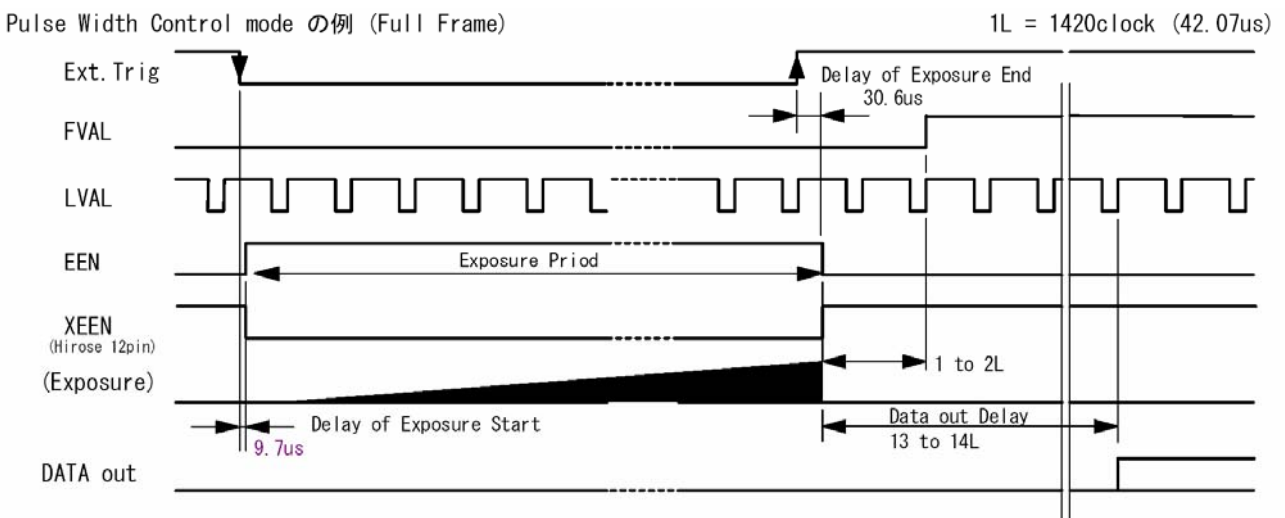 Pulse Width Control mode の例 (Full Frame)
1L = 1420clock (42.07us)
Ext.Trig
Delay of Exposure End
30.6us
FVAL
LVAL
EEN
Exposure Priod
XEEN
(Hirose 12pin)
(Exposure)
1 to 2L
Delay of Exposure Start
9.7us
Data out Delay
13 to 14L
DATA out